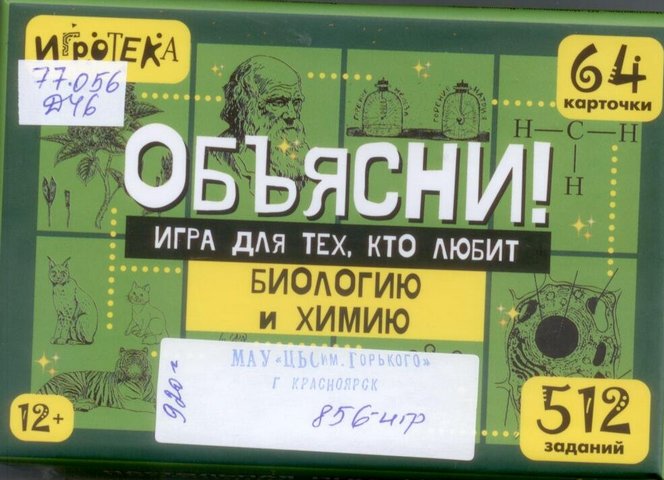 ИГРОТЕКА
77.056
Д46
64
карточки
H—C—H
H
ОБЪЯСНИ!
ИГРА ДЛЯ ТЕХ, КТО ЛЮБИТ
БИОЛОГИЮ
и ХИМИЮ
МАУ «ЦБС им. ГОРЬКОГО»
Г КРАСНОЯРСК
920г
856-игр
12+
512
заданий